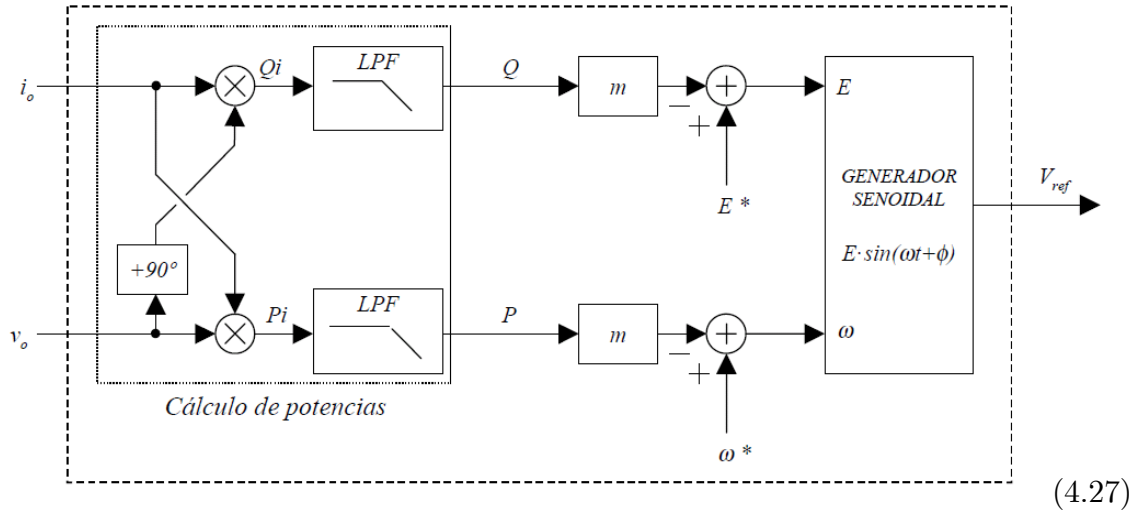 i_o
Qi
LPF
Q
m
−
+
+
E *
E
GENERADOR
SENOIDAL
E·sin(ωt+ϕ)
V_ref
+90°
v_o
Pi
LPF
P
m
−
+
+
ω *
ω
Cálculo de potencias
(4.27)